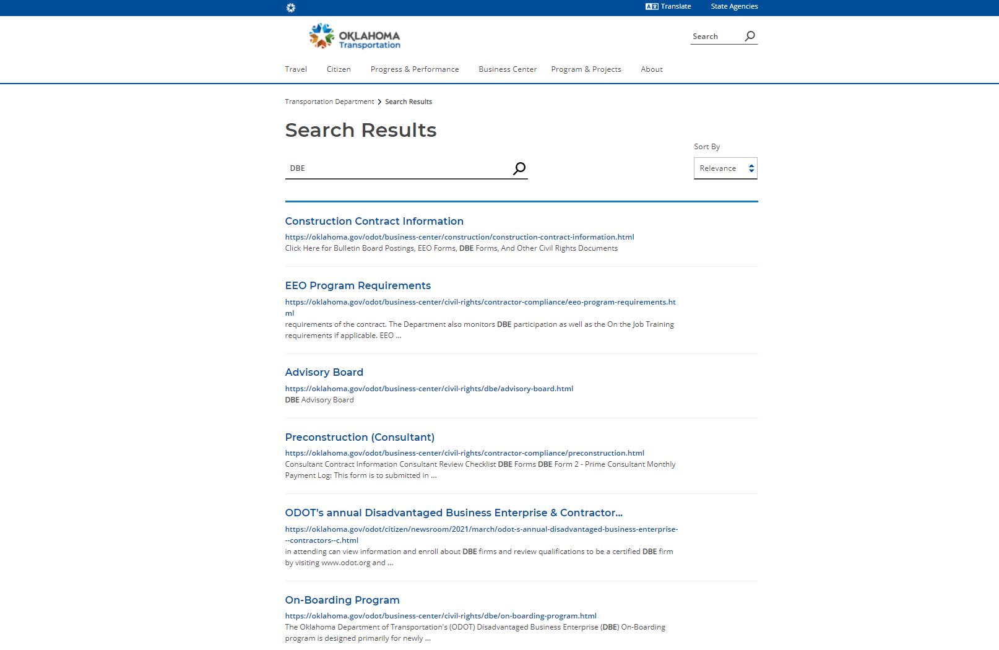 Translate
State Agencies
OKLAHOMA
Transportation
Search
Travel
Citizen
Progress & Performance
Business Center
Program & Projects
About
Transportation Department
Search Results
Search Results
Sort By
DBE
Relevance
Construction Contract Information
https://oklahoma.gov/odot/business-center/construction/construction-contract-information.html
Click Here for Bulletin Board Postings, EEO Forms, DBE Forms, And Other Civil Rights Documents
EEO Program Requirements
https://oklahoma.gov/odot/business-center/civil-rights/contractor-compliance/eeo-program-requirements.ht
ml
requirements of the contract. The Department also monitors DBE participation as well as the On the Job Training
requirements if applicable. EEO ...
Advisory Board
https://oklahoma.gov/odot/business-center/civil-rights/dbe/advisory-board.html
DBE Advisory Board
Preconstruction (Consultant)
https://oklahoma.gov/odot/business-center/civil-rights/contractor-compliance/preconstruction.html
Consultant Contract Information Consultant Review Checklist DBE Forms DBE Form 2 - Prime Consultant Monthly
Payment Log: This form is to submitted in ...
ODOT’s annual Disadvantaged Business Enterprise & Contractor...
https://oklahoma.gov/odot/citizen/newsroom/2021/march/odot-s-annual-disadvantaged-business-enterprise-
--contractors--c.html
in attending can view information and enroll about DBE firms and review qualifications to be a certified DBE firm
by visiting www.odot.org and ...
On-Boarding Program
https://oklahoma.gov/odot/business-center/civil-rights/dbe/on-boarding-program.html
The Oklahoma Department of Transportation's (ODOT) Disadvantaged Business Enterprise (DBE) On-Boarding
program is designed primarily for newly ...